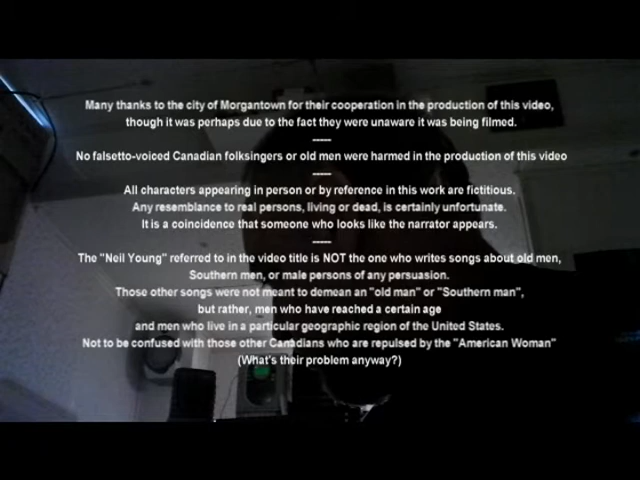 Many thanks to the city of Morgantown for their cooperation in the production of this video,
though it was perhaps due to the fact they were unaware it was being filmed.
-----
No falsetto-voiced Canadian folksingers or old men were harmed in the production of this video
-----
All characters appearing in person or by reference in this work are fictitious.
Any resemblance to real persons, living or dead, is certainly unfortunate.
It is a coincidence that someone who looks like the narrator appears.
-----
The "Neil Young" referred to in the video title is NOT the one who writes songs about old men,
Southern men, or male persons of any persuasion.
Those other songs were not meant to demean an "old man" or "Southern man",
but rather, men who have reached a certain age
and men who live in a particular geographic region of the United States.
Not to be confused with those other Canadians who are repulsed by the "American Woman"
(What's their problem anyway?)